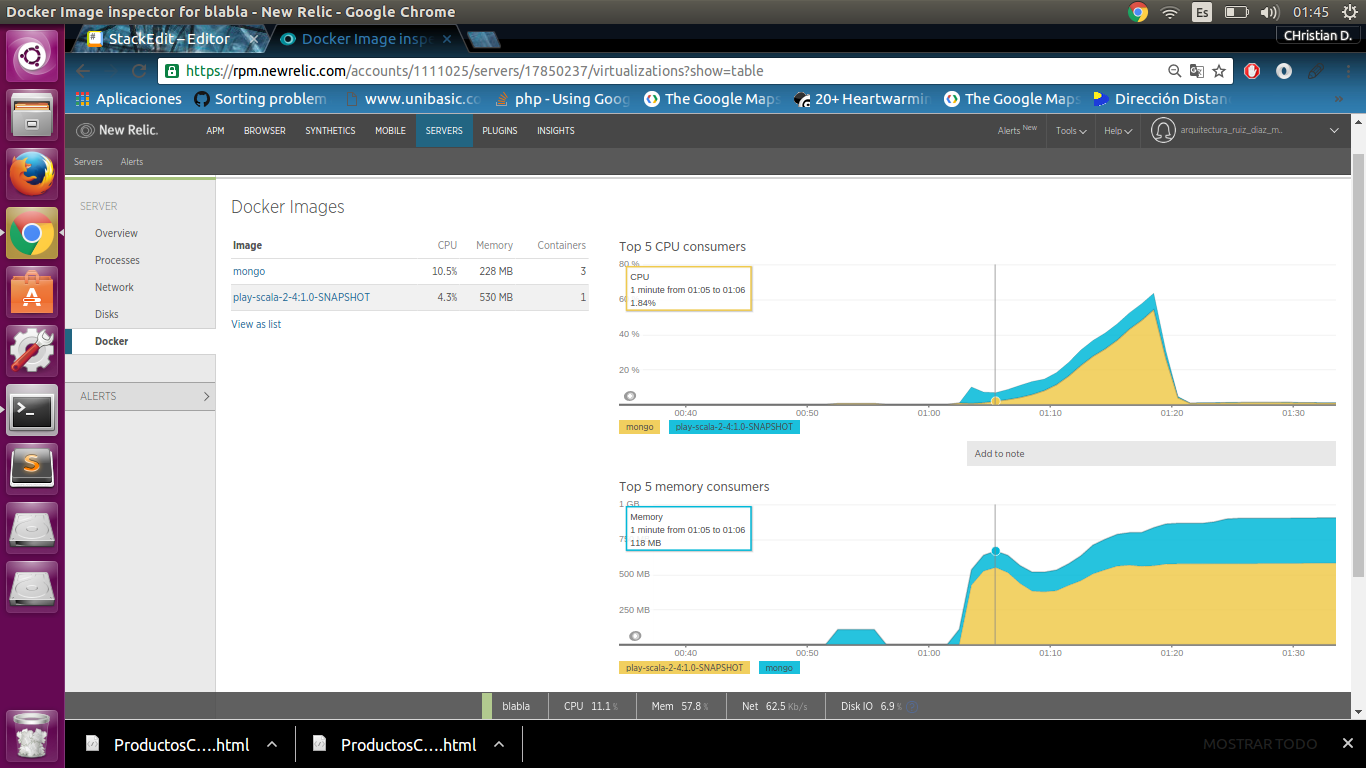 Docker Image inspector for blabla - New Relic - Google Chrome
Es
01:45
StackEdit – Editor
Docker Image insp
CHristian D.
https://rpm.newrelic.com/accounts/1111025/servers/17850237/virtualizations?show=table
Aplicaciones
Sorting problem
www.unibasic.co
php - Using Goog
The Google Maps
20+ Heartwarmin
The Google Maps
Dirección Distan
New Relic.
APM
BROWSER
SYNTHETICS
MOBILE
SERVERS
PLUGINS
INSIGHTS
Alerts New
Tools
Help
arquitectura_ruiz_diaz_m..
Servers
Alerts
SERVER
Overview
Processes
Network
Disks
Docker
ALERTS
Docker Images
Image CPU Memory Containers
mongo 10.5% 228 MB 3
play-scala-2-4:1.0-SNAPSHOT 4.3% 530 MB 1
View as list
Top 5 CPU consumers
80 %
CPU
1 minute from 01:05 to 01:06
1.84%
40 %
20 %
00:40 00:50 01:00 01:10 01:20 01:30
mongo play-scala-2-4:1.0-SNAPSHOT
Add to note
Top 5 memory consumers
1 GB
Memory
1 minute from 01:05 to 01:06
118 MB
500 MB
250 MB
00:40 00:50 01:00 01:10 01:20 01:30
play-scala-2-4:1.0-SNAPSHOT mongo
blabla
CPU 11.1 %
Mem 57.8 %
Net 62.5 Kb/s
Disk IO 6.9 %
ProductosC....html
ProductosC....html
MOSTRAR TODO